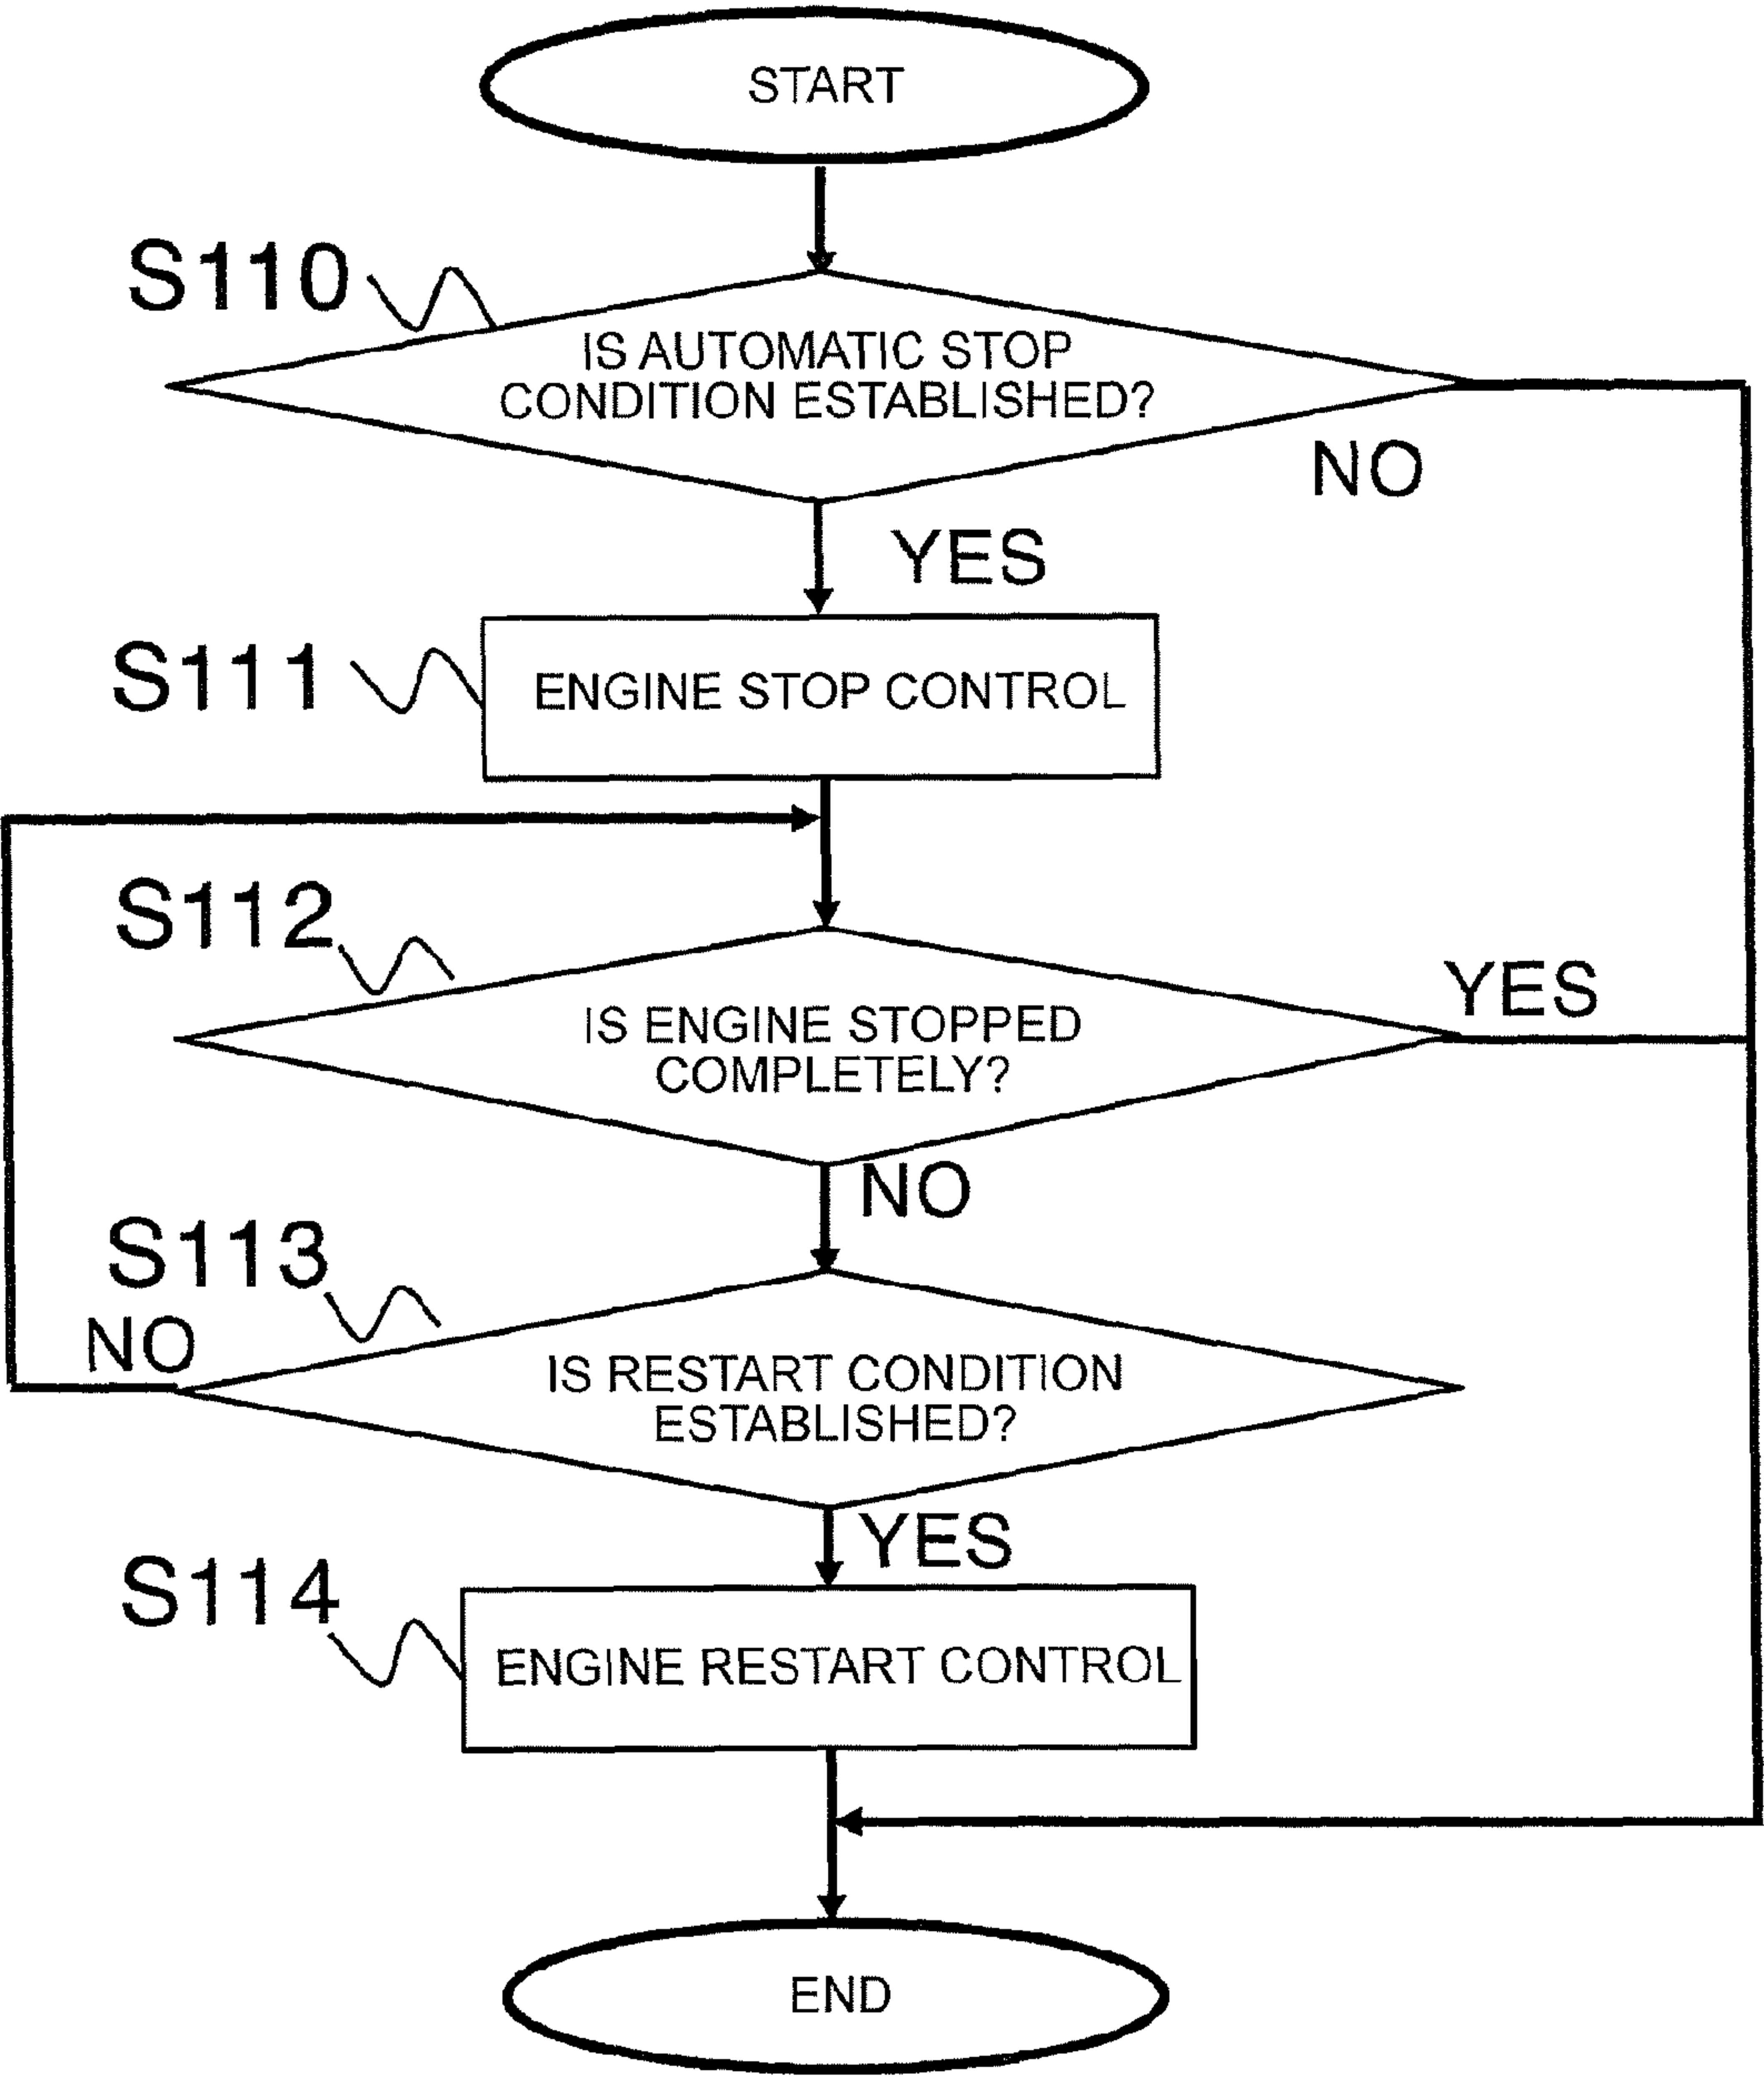 START
S110
IS AUTOMATIC STOP
CONDITION ESTABLISHED?
NO
YES
S111
ENGINE STOP CONTROL
S112
YES
IS ENGINE STOPPED
COMPLETELY?
NO
S113
NO
IS RESTART CONDITION
ESTABLISHED?
YES
S114
ENGINE RESTART CONTROL
END